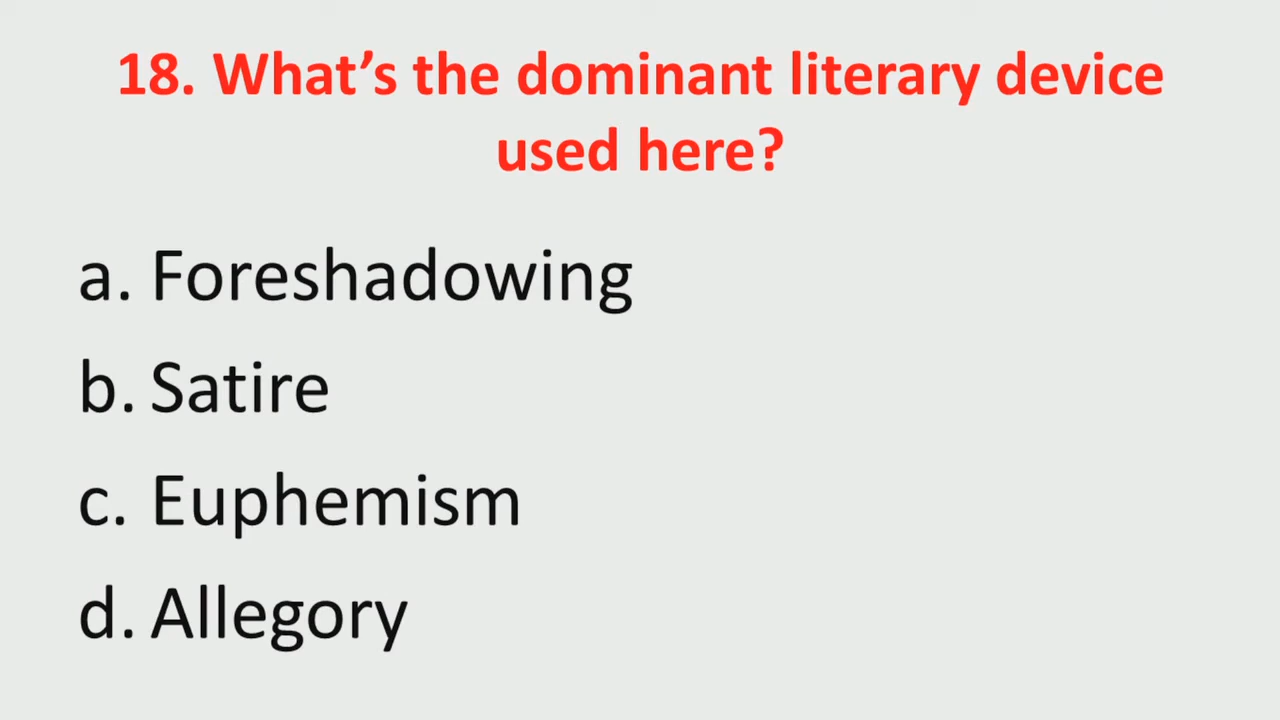 18. What’s the dominant literary device
used here?
a. Foreshadowing
b. Satire
c. Euphemism
d. Allegory